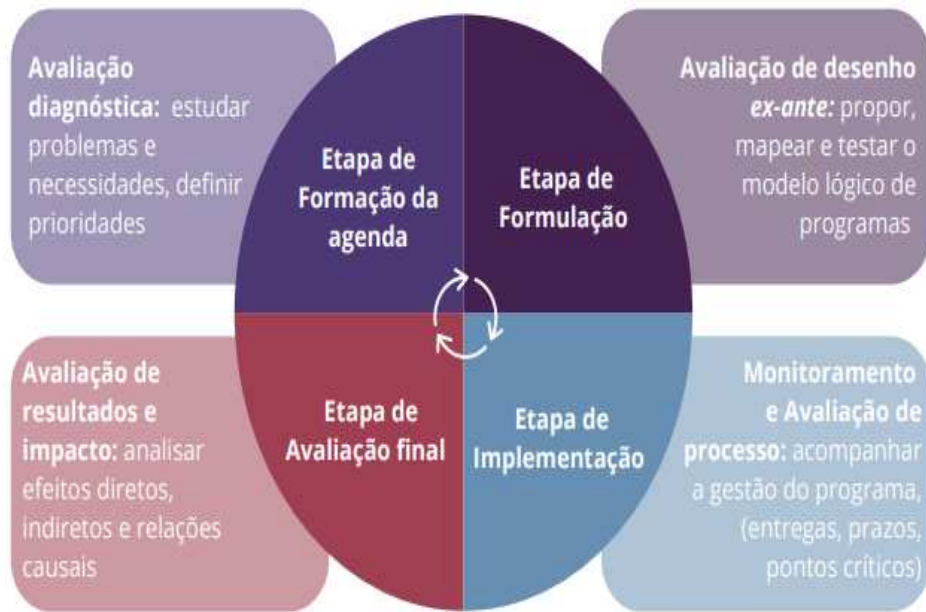 Avaliação
diagnóstica: estudar
problemas e
necessidades, definir
prioridades
Etapa de
Formação da
agenda
Etapa de
Formulação
Avaliação de desenho
ex-ante: propor,
mapear e testar o
modelo lógico de
programas
Avaliação de
resultados e
impacto: analisar
efeitos diretos,
indiretos e relações
causais
Etapa de
Avaliação final
Etapa de
Implementação
Monitoramento
e Avaliação de
processo: acompanhar
a gestão do programa,
(entregas, prazos,
pontos críticos)